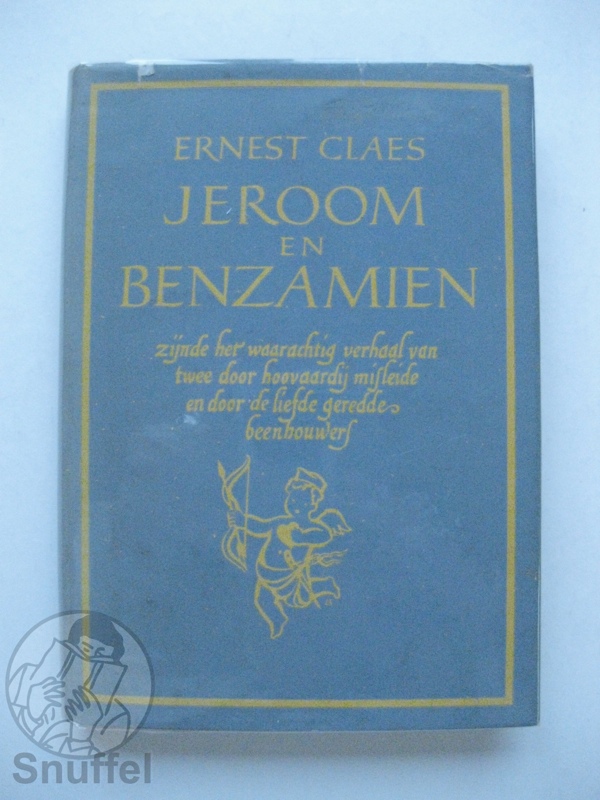 ERNEST CLAES
JEROOM
EN
BENZAMIEN
zijnde het waarachtig verhaal van
twee door hoovaardij misleide
en door de liefde geredde
beenhouwers
Snuffel